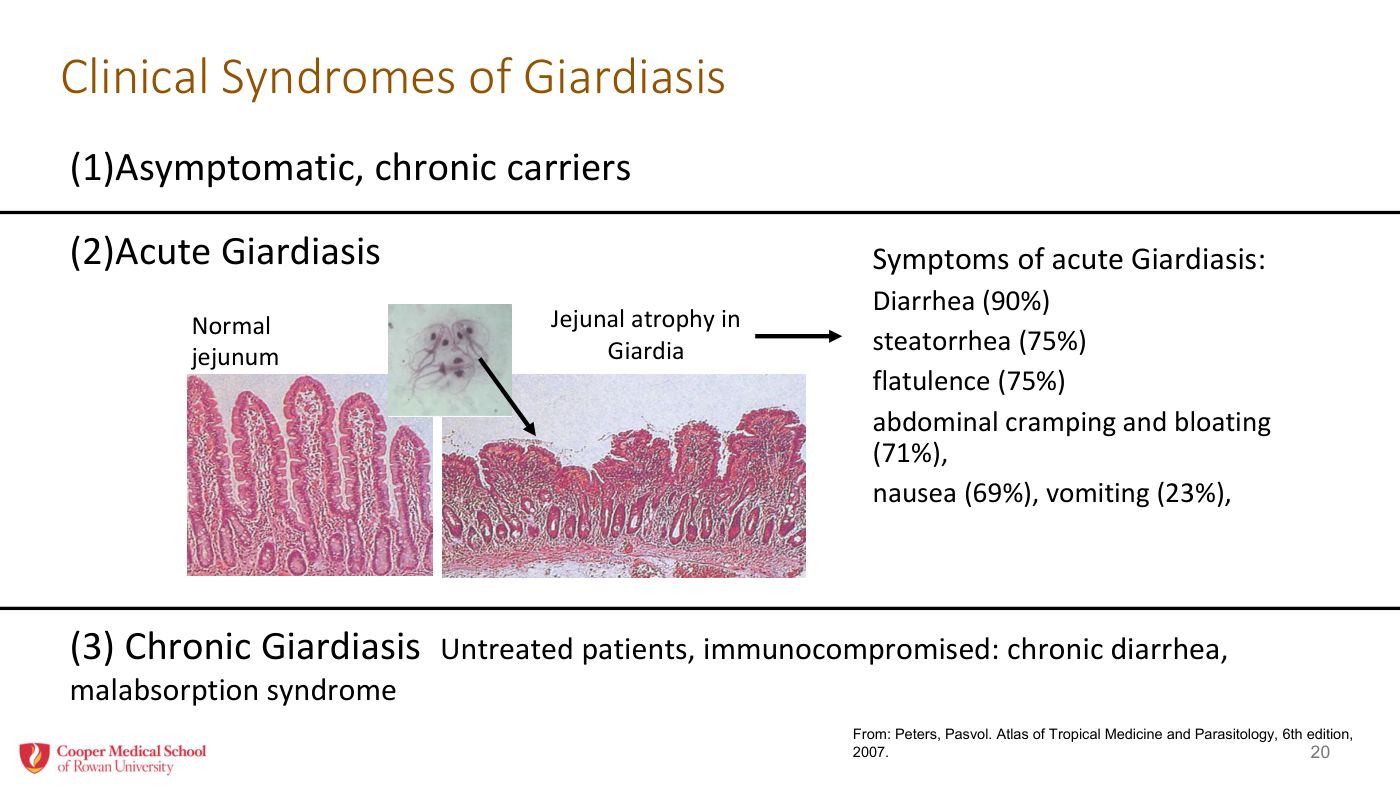 Clinical Syndromes of Giardiasis
(1)Asymptomatic, chronic carriers
(2)Acute Giardiasis
Normal
jejunum
Jejunal atrophy in
Giardia
Symptoms of acute Giardiasis:
Diarrhea (90%)
steatorrhea (75%)
flatulence (75%)
abdominal cramping and bloating
(71%),
nausea (69%), vomiting (23%),
(3) Chronic Giardiasis Untreated patients, immunocompromised: chronic diarrhea,
malabsorption syndrome
From: Peters, Pasvol. Atlas of Tropical Medicine and Parasitology, 6th edition,
2007.
20
Cooper Medical School
of Rowan University